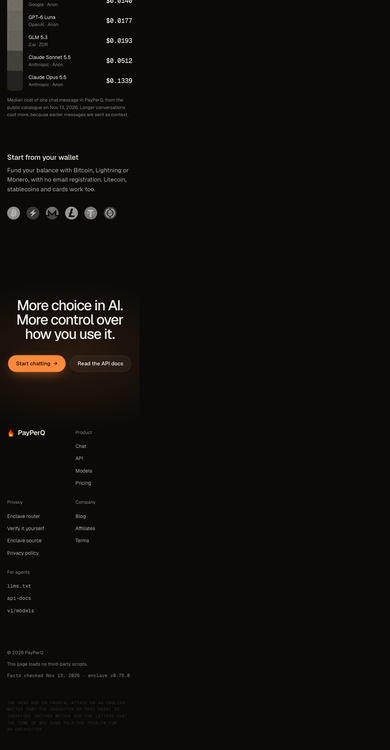 $0.0140
Google · Anon
GPT-6 Luna
OpenAI · Anon
$0.0177
GLM 5.3
Z.ai · ZDR
$0.0193
Claude Sonnet 5.5
Anthropic · Anon
$0.0512
Claude Opus 5.5
Anthropic · Anon
$0.1339
Median cost of one chat message in PayPerQ, from the
public catalogue on Nov 13, 2026. Longer conversations
cost more, because earlier messages are sent as context.
Start from your wallet
Fund your balance with Bitcoin, Lightning or
Monero, with no email registration. Litecoin,
stablecoins and cards work too.
More choice in AI.
More control over
how you use it.
Start chatting →
Read the API docs
PayPerQ
Product
Chat
API
Models
Pricing
Privacy
Enclave router
Verify it yourself
Enclave source
Privacy policy
Company
Blog
Affiliates
Terms
For agents
llms.txt
api-docs
v1/models
© 2026 PayPerQ
This page loads no third-party scripts.
Facts checked Nov 13, 2026 · enclave v0.75.0